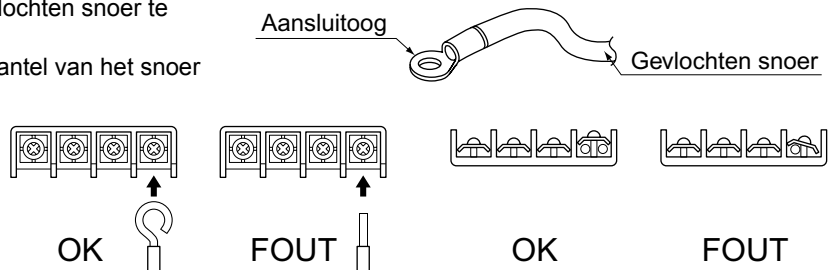 lochten snoer te
Aansluitoog
antel van het snoer
Gevlochten snoer
OK
FOUT
OK
FOUT